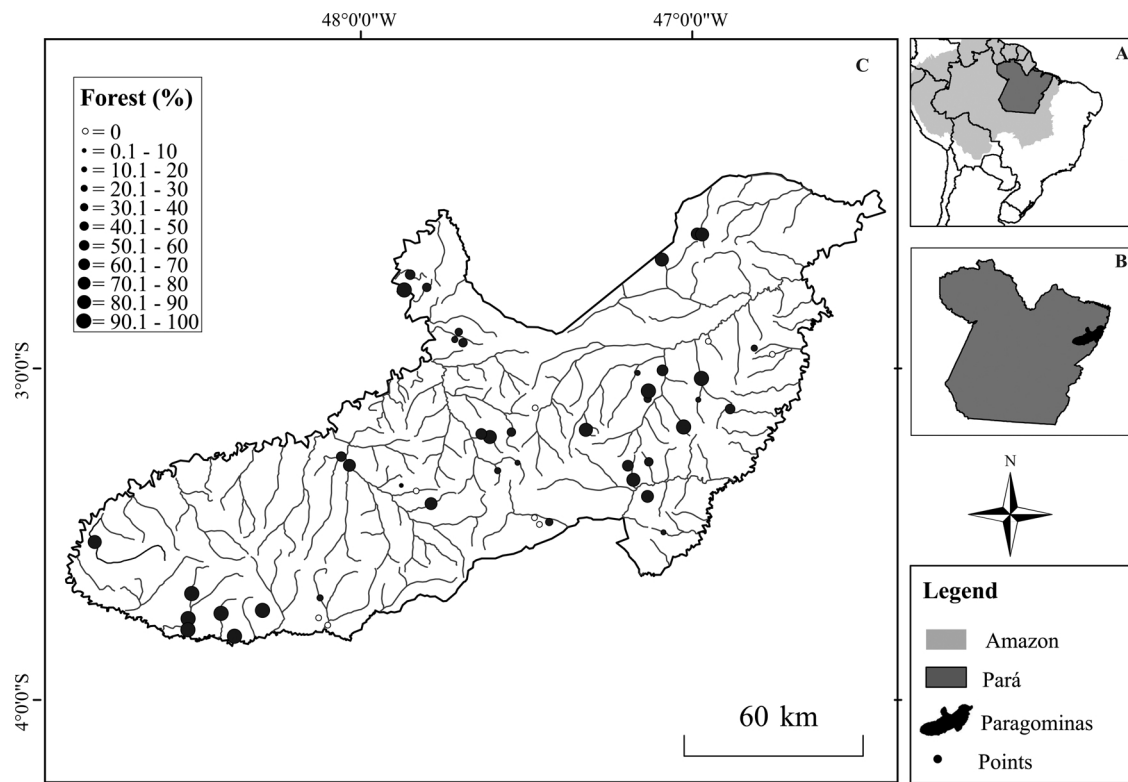 48°0'0"W
47°0'0"W
C
Forest (%)
= 0
= 0.1 - 10
= 10.1 - 20
= 20.1 - 30
= 30.1 - 40
= 40.1 - 50
= 50.1 - 60
= 60.1 - 70
= 70.1 - 80
= 80.1 - 90
= 90.1 - 100
3°0'0"S
4°0'0"S
60 km
A
B
N
Legend
Amazon
Pará
Paragominas
Points